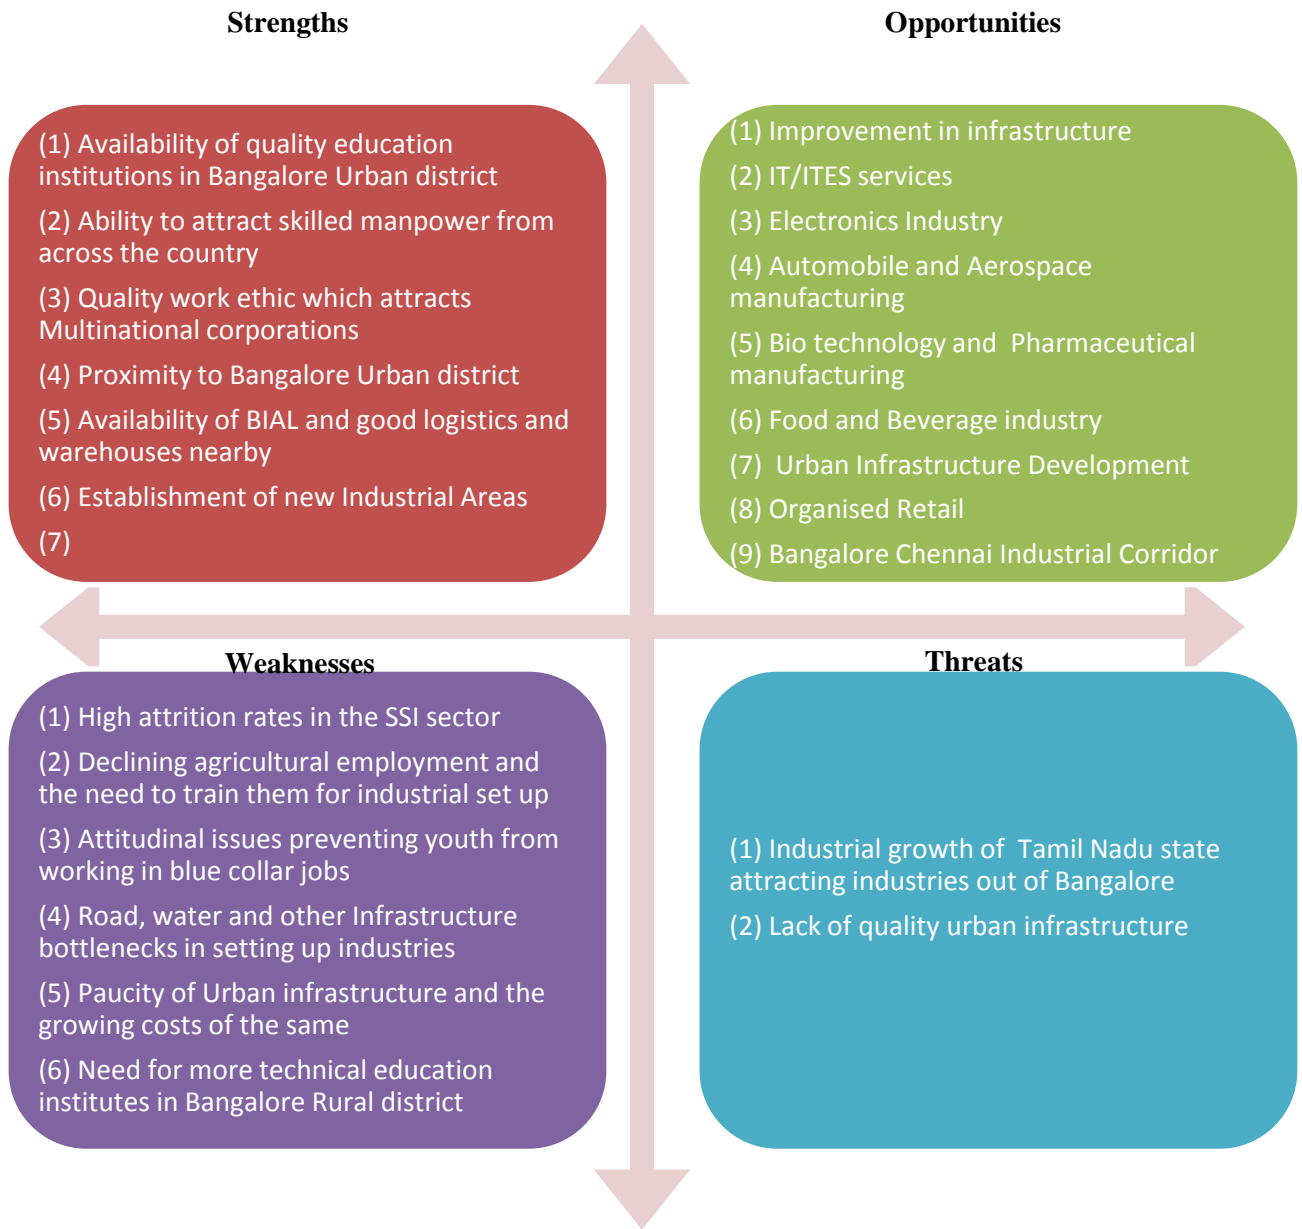 Strengths
(1) Availability of quality education
institutions in Bangalore Urban district
(2) Ability to attract skilled manpower from
across the country
(3) Quality work ethic which attracts
Multinational corporations
(4) Proximity to Bangalore Urban district
(5) Availability of BIAL and good logistics and
warehouses nearby
(6) Establishment of new Industrial Areas
(7)
Opportunities
(1) Improvement in infrastructure
(2) IT/ITES services
(3) Electronics Industry
(4) Automobile and Aerospace
manufacturing
(5) Bio technology and Pharmaceutical
manufacturing
(6) Food and Beverage industry
(7) Urban Infrastructure Development
(8) Organised Retail
(9) Bangalore Chennai Industrial Corridor
Weaknesses
(1) High attrition rates in the SSI sector
(2) Declining agricultural employment and
the need to train them for industrial set up
(3) Attitudinal issues preventing youth from
working in blue collar jobs
(4) Road, water and other Infrastructure
bottlenecks in setting up industries
(5) Paucity of Urban infrastructure and the
growing costs of the same
(6) Need for more technical education
institutes in Bangalore Rural district
Threats
(1) Industrial growth of Tamil Nadu state
attracting industries out of Bangalore
(2) Lack of quality urban infrastructure